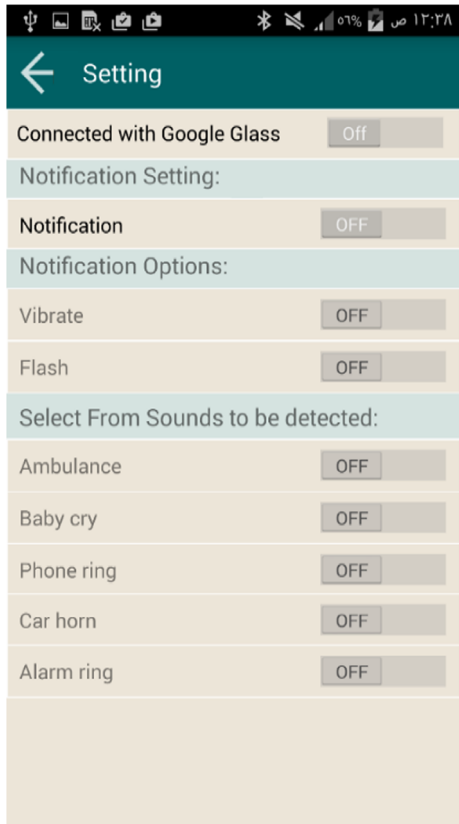 ٥٦% ص ١٢:٣٨
Setting
Connected with Google Glass Off
Notification Setting:
Notification OFF
Notification Options:
Vibrate OFF
Flash OFF
Select From Sounds to be detected:
Ambulance OFF
Baby cry OFF
Phone ring OFF
Car horn OFF
Alarm ring OFF